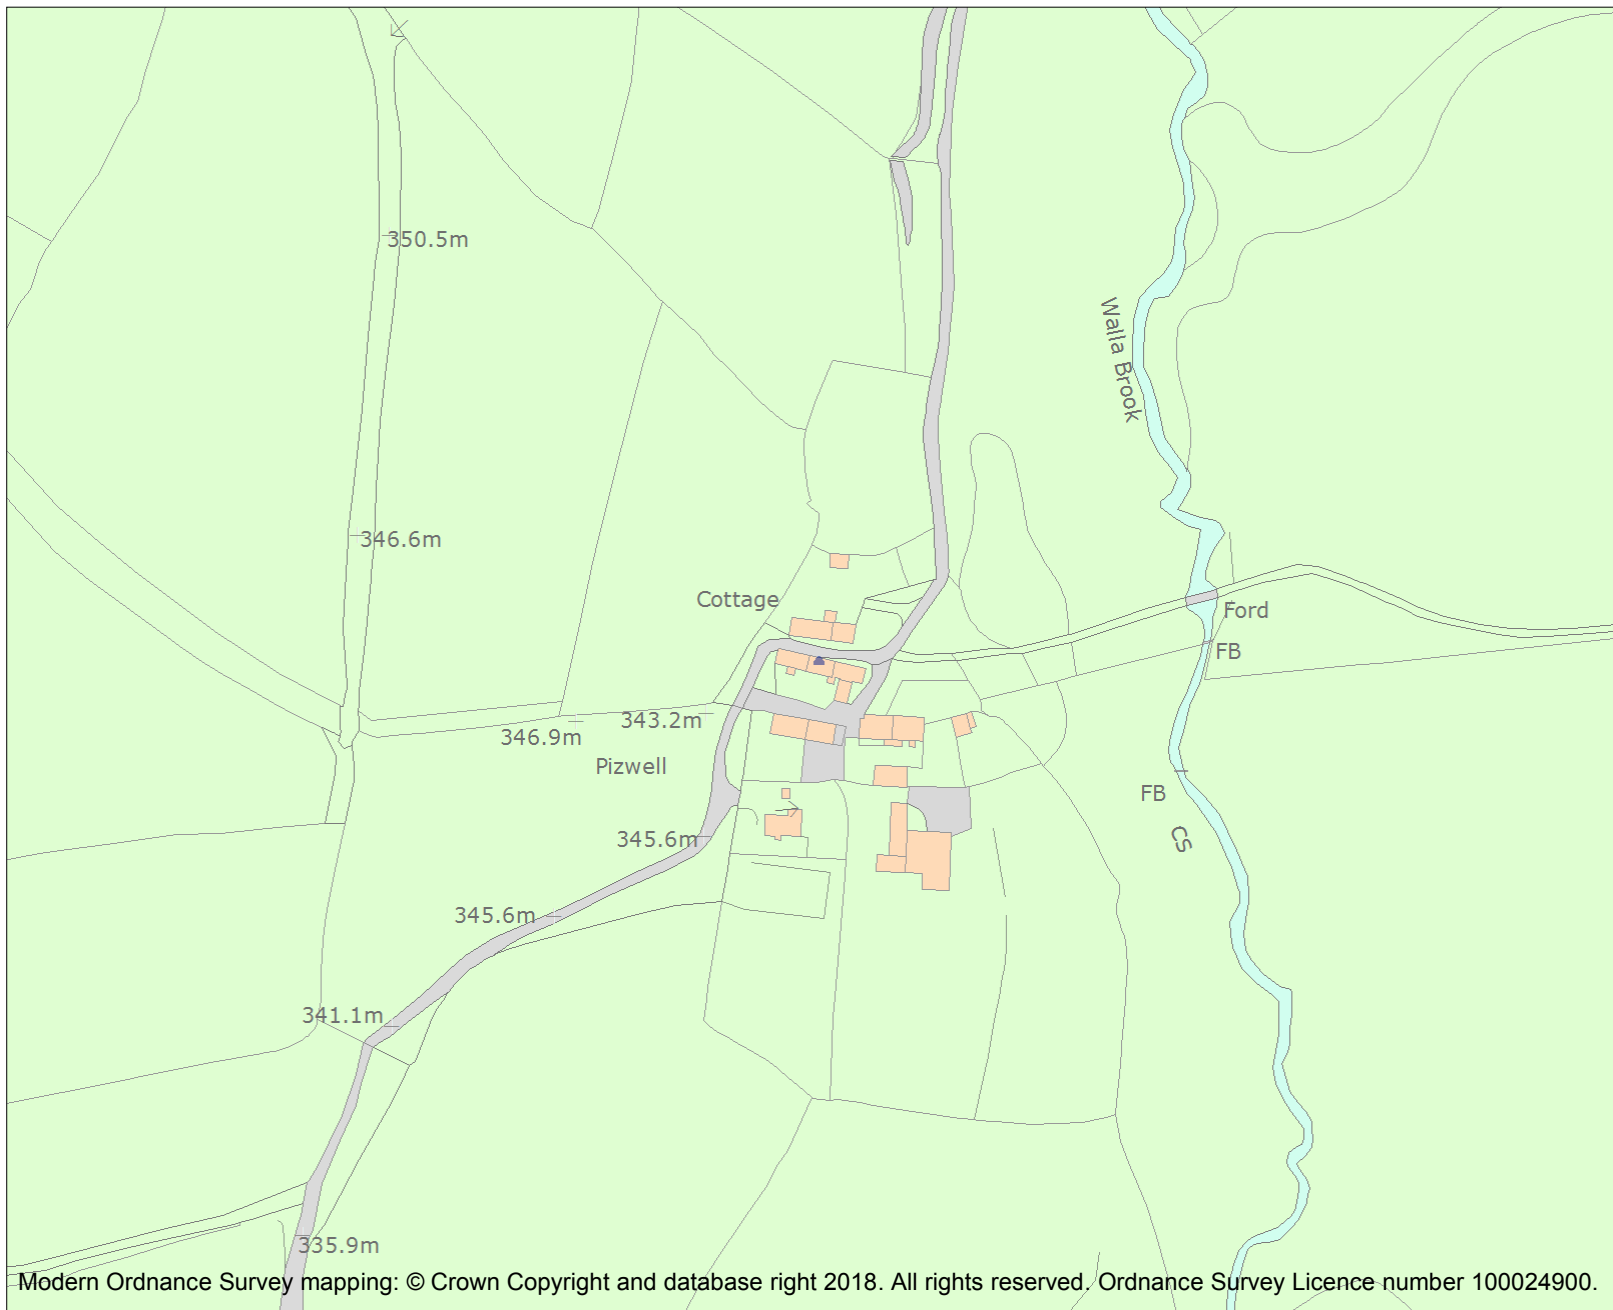 350.5m
Walla Brook
346.6m
Cottage
Ford
FB
343.2m
346.9m
Pizwell
FB
CS
345.6m
345.6m
341.1m
335.9m
Modern Ordnance Survey mapping: © Crown Copyright and database right 2018. All rights reserved. Ordnance Survey Licence number 100024900.